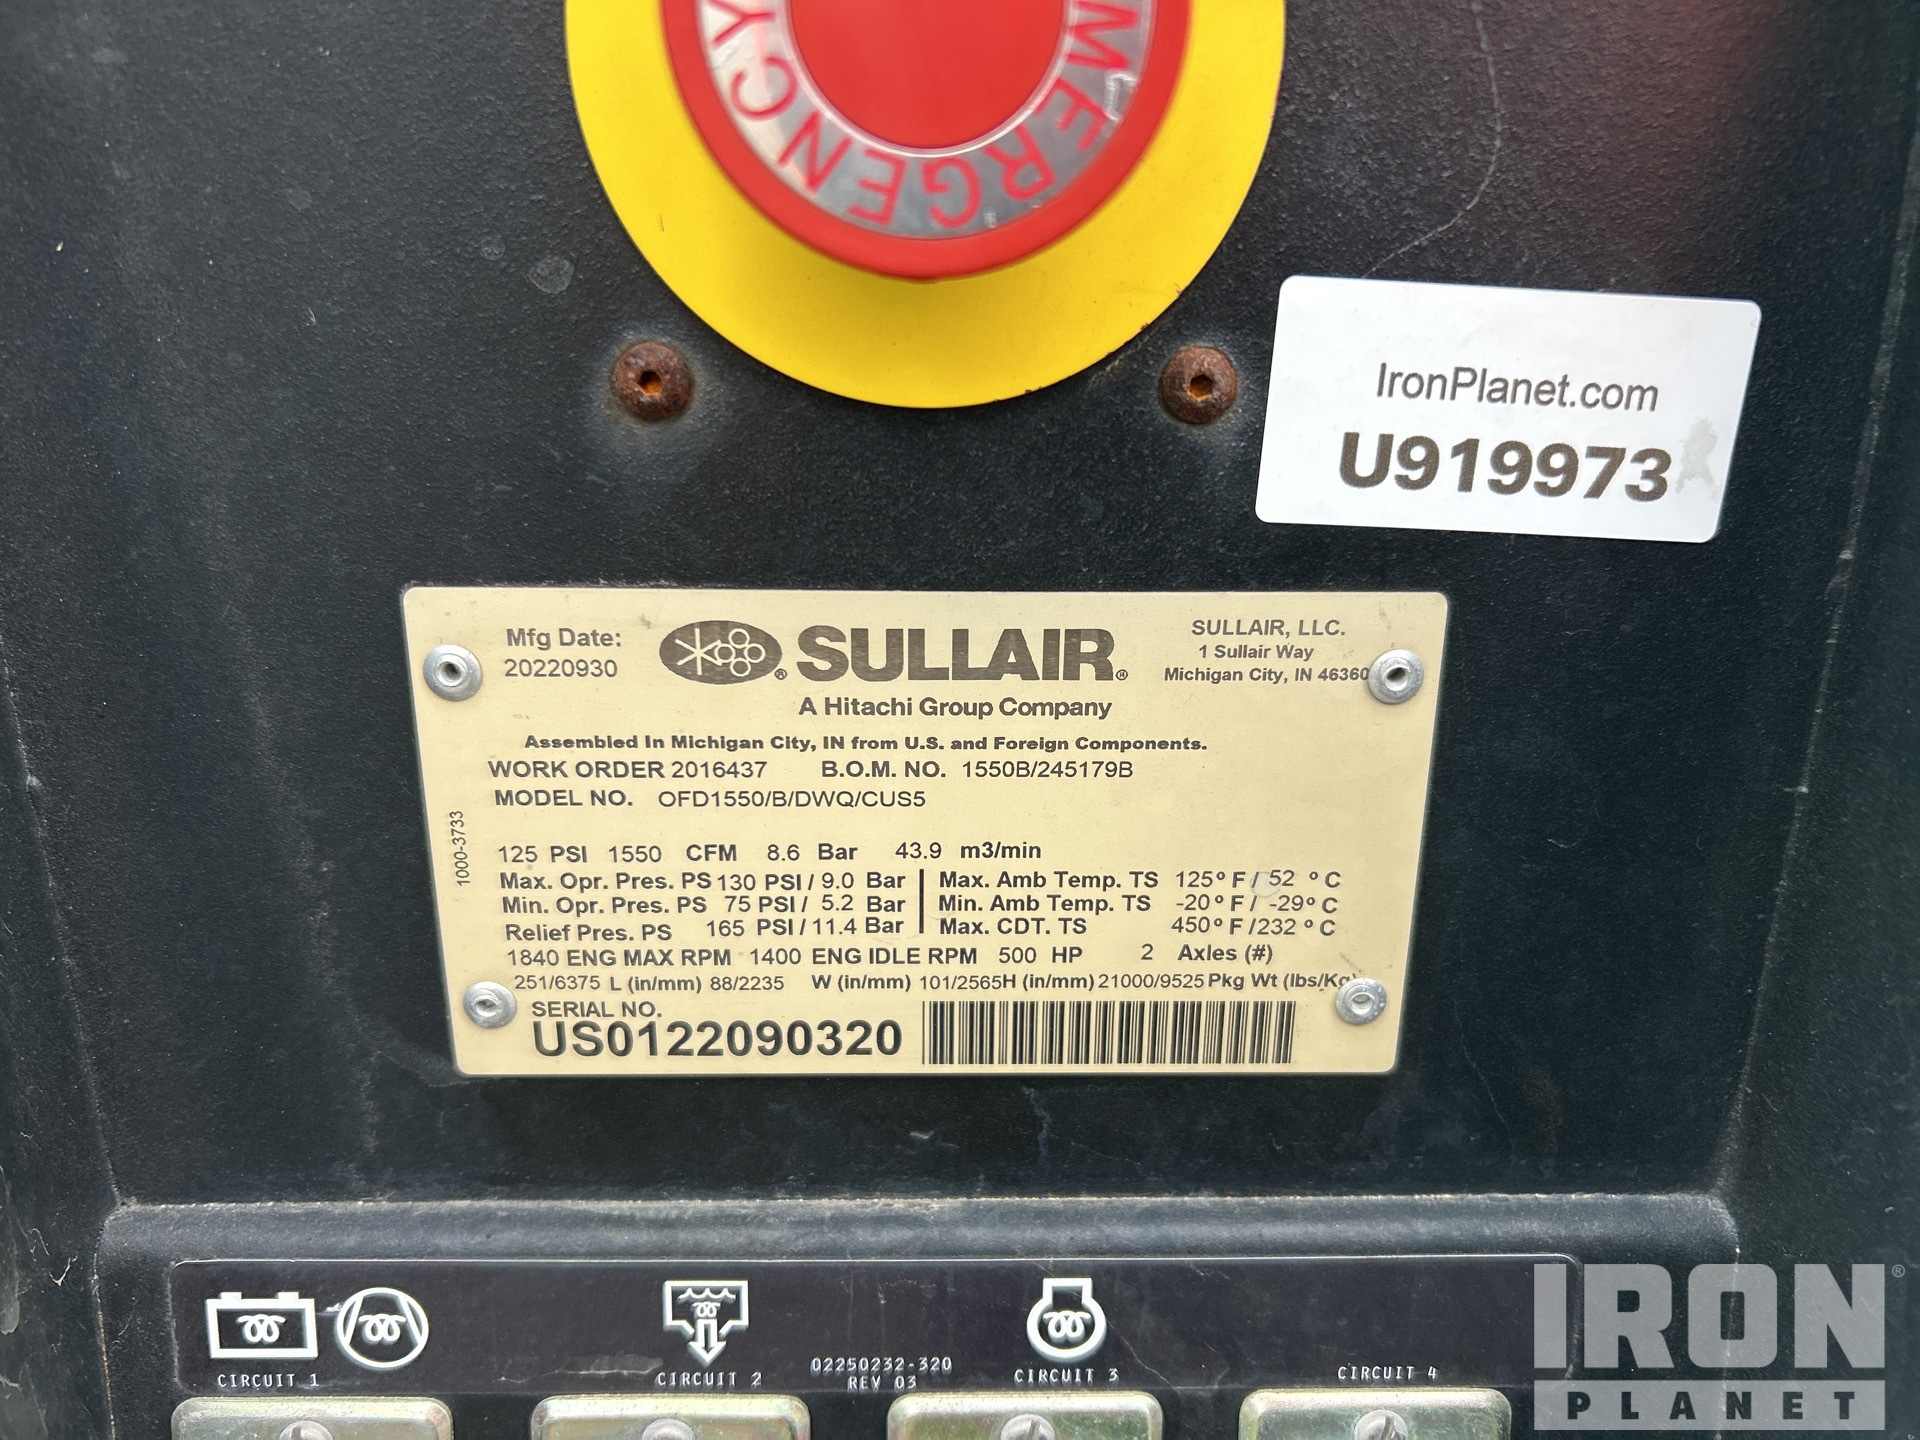 EMERGENCY
IronPlanet.com
U919973
Mfg Date:
20220930
SULLAIR®
A Hitachi Group Company
SULLAIR, LLC.
1 Sullair Way
Michigan City, IN 46360
Assembled In Michigan City, IN from U.S. and Foreign Components.
WORK ORDER 2016437 B.O.M. NO. 1550B/245179B
MODEL NO. OFD1550/B/DWQ/CUS5
1000-3733
125 PSI 1550 CFM 8.6 Bar 43.9 m3/min
Max. Opr. Pres. PS 130 PSI / 9.0 Bar Max. Amb Temp. TS 125° F / 52 ° C
Min. Opr. Pres. PS 75 PSI / 5.2 Bar Min. Amb Temp. TS -20° F / -29° C
Relief Pres. PS 165 PSI / 11.4 Bar Max. CDT. TS 450° F /232 ° C
1840 ENG MAX RPM 1400 ENG IDLE RPM 500 HP 2 Axles (#)
251/6375 L (in/mm) 88/2235 W (in/mm) 101/2565H (in/mm) 21000/9525 Pkg Wt (lbs/Kg)
SERIAL NO.
US0122090320
CIRCUIT 1
CIRCUIT 2
02250232-320
REV 03
CIRCUIT 3
CIRCUIT 4
IRON®
PLANET